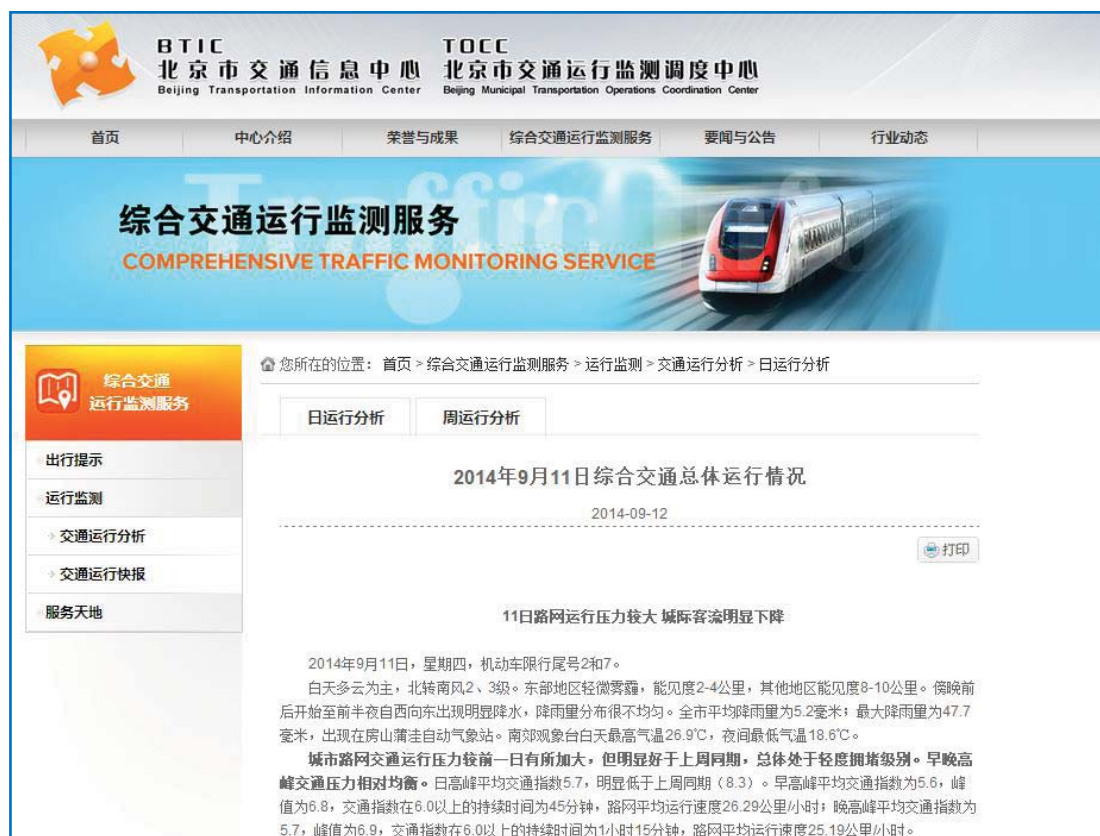 BTIC
北京市交通信息中心
Beijing Transportation Information Center
TOCC
北京市交通运行监测调度中心
Beijing Municipal Transportation Operations Coordination Center
首页 中心介绍 荣誉与成果 综合交通运行监测服务 要闻与公告 行业动态
综合交通运行监测服务
COMPREHENSIVE TRAFFIC MONITORING SERVICE
综合交通
运行监测服务
出行提示
运行监测
交通运行分析
交通运行快报
服务天地
您所在的位置: 首页 > 综合交通运行监测服务 > 运行监测 > 交通运行分析 > 日运行分析
日运行分析 周运行分析
2014年9月11日综合交通总体运行情况
2014-09-12
打印
11日路网运行压力较大 城际客流明显下降
2014年9月11日,星期四,机动车限行尾号2和7。
白天多云为主,北转南风2、3级。东部地区轻微雾霾,能见度2-4公里,其他地区能见度8-10公里。傍晚前
后开始至前半夜自西向东出现明显降水,降雨量分布很不均匀。全市平均降雨量为5.2毫米;最大降雨量为47.7
毫米,出现在房山蒲洼自动气象站。南郊观象台白天最高气温26.9℃,夜间最低气温18.6℃。
城市路网交通运行压力较前一日有所加大,但明显好于上周同期,总体处于轻度拥堵级别。早晚高
峰交通压力相对均衡。日高峰平均交通指数5.7,明显低于上周同期(8.3)。早高峰平均交通指数为5.6,峰
值为6.8,交通指数在6.0以上的持续时间为45分钟,路网平均运行速度26.29公里/小时;晚高峰平均交通指数为
5.7,峰值为6.9,交通指数在6.0以上的持续时间为1小时15分钟,路网平均运行速度25.19公里/小时。